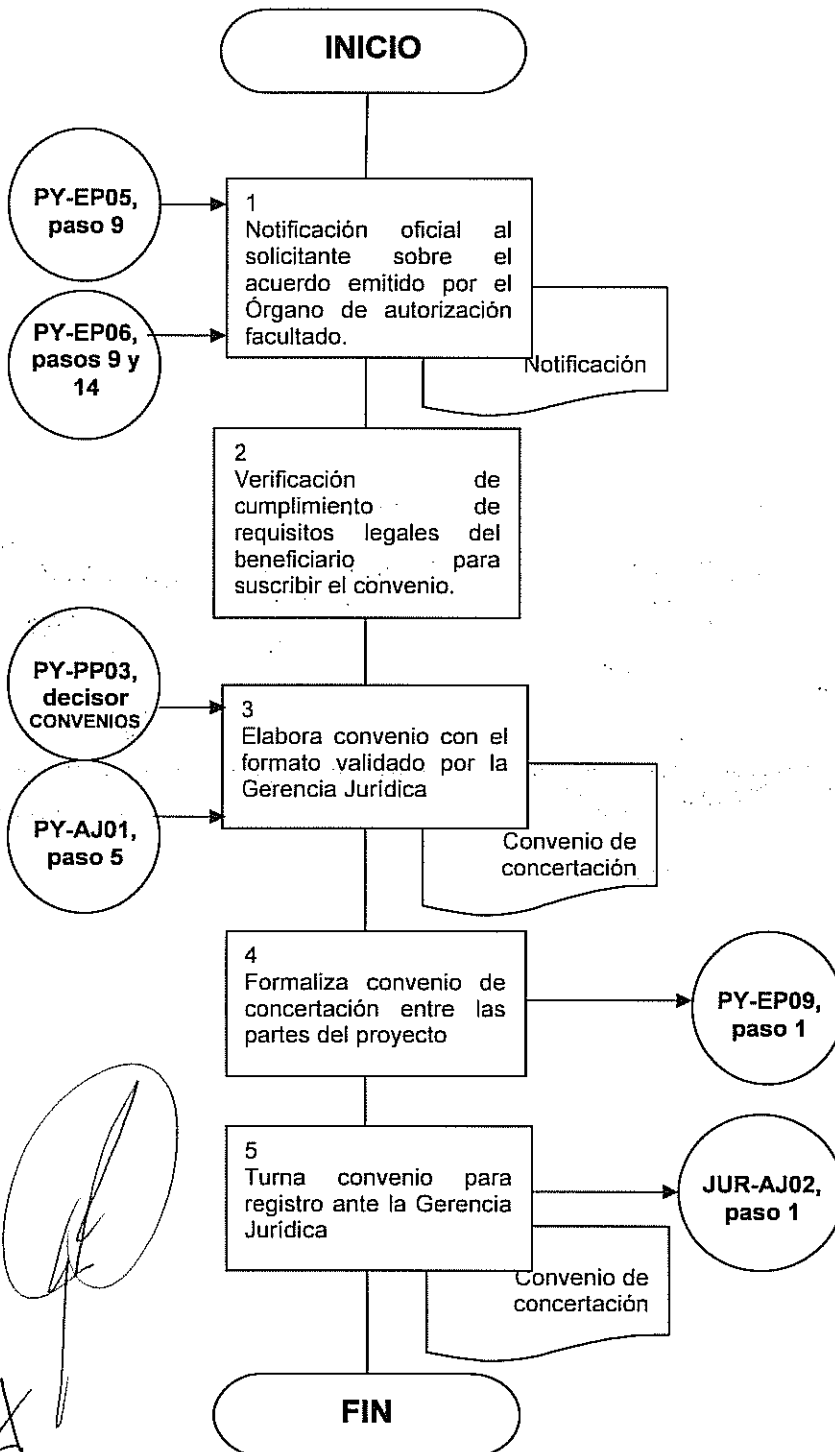 INICIO
PY-EP05,
paso 9
PY-EP06,
pasos 9 y
14
1
Notificación oficial al
solicitante sobre el
acuerdo emitido por el
Órgano de autorización
facultado.
Notificación
2
Verificación de
cumplimiento de
requisitos legales del
beneficiario para
suscribir el convenio.
PY-PP03,
decisor
CONVENIOS
PY-AJ01,
paso 5
3
Elabora convenio con el
formato validado por la
Gerencia Jurídica
Convenio de
concertación
4
Formaliza convenio de
concertación entre las
partes del proyecto
PY-EP09,
paso 1
5
Turna convenio para
registro ante la Gerencia
Jurídica
JUR-AJ02,
paso 1
Convenio de
concertación
FIN